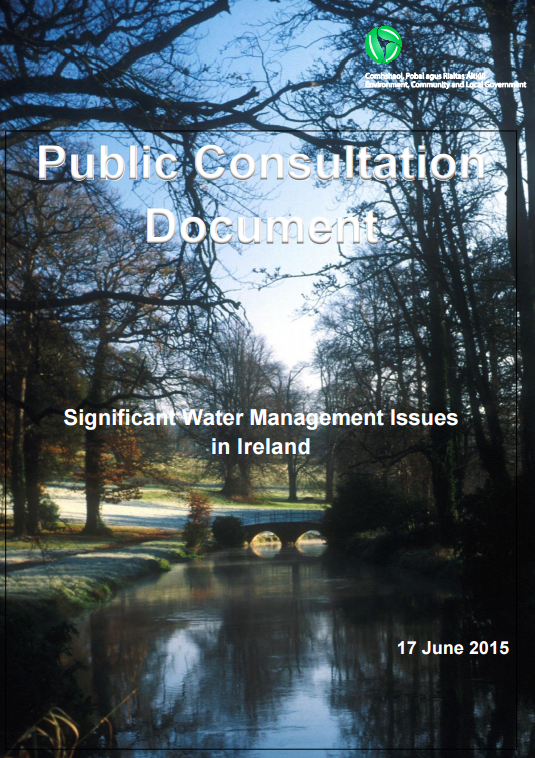 Comhshaol, Pobal agus Rialtas Áitiúil
Environment, Community and Local Government
Public Consultation
Document
Significant Water Management Issues
in Ireland
17 June 2015